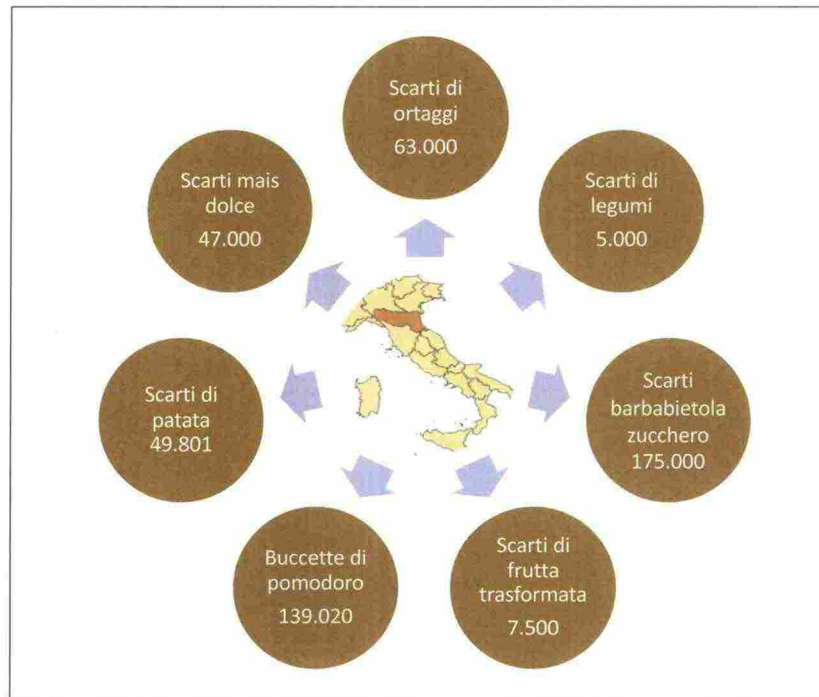 Scarti di
ortaggi
63.000
Scarti di
legumi
5.000
Scarti
barbabietola
zucchero
175.000
Scarti di
frutta
trasformata
7.500
Buccette di
pomodoro
139.020
Scarti di
patata
49.801
Scarti mais
dolce
47.000